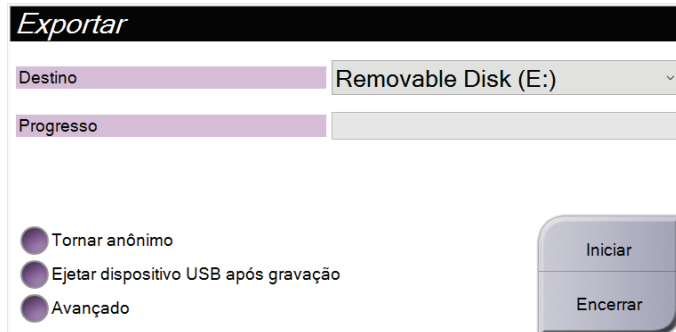 Exportar
Destino
Removable Disk (E:)
Progresso
Tornar anônimo
Ejetar dispositivo USB após gravação
Avançado
Iniciar
Encerrar